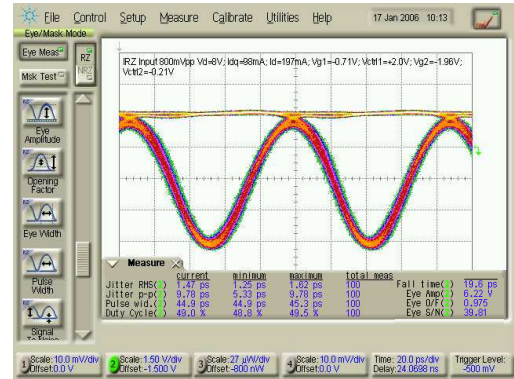 File Control Setup Measure Calibrate Utilities Help 17 Jan 2006 10:13
Eye/Mask Mode
Eye Meas
RZ
NRZ
Msk Test
IRZ Input 800mVpp Vd=8V; Idq=98mA; Id=197mA; Vg1=-0.71V; Vctrl1=+2.0V; Vg2=-1.96V;
Vctrl2=-0.21V
Eye
Amplitude
Opening
Factor
Eye Width
Pulse
Width
Signal
To Noise
Measure
current minimum maximum total meas
Jitter RMS( ) 1.47 ps 1.25 ps 1.62 ps 100 Fall time( ) 19.6 ps
Jitter p-p( ) 9.78 ps 5.33 ps 9.78 ps 100 Eye Amp( ) 6.22 V
Pulse wid.( ) 44.9 ps 44.9 ps 45.3 ps 100 Eye O/F( ) 0.975
Duty Cycle( ) 49.0 % 48.8 % 49.5 % 100 Eye S/N( ) 39.81
1 Scale: 10.0 mV/div Offset: 0.0 V
2 Scale: 1.50 V/div Offset: -1.500 V
3 Scale: 27 µW/div Offset: -800 nW
4 Scale: 10.0 mV/div Offset: 0.0 V
Time: 20.0 ps/div Delay: 24.0698 ns
Trigger Level: -500 mV